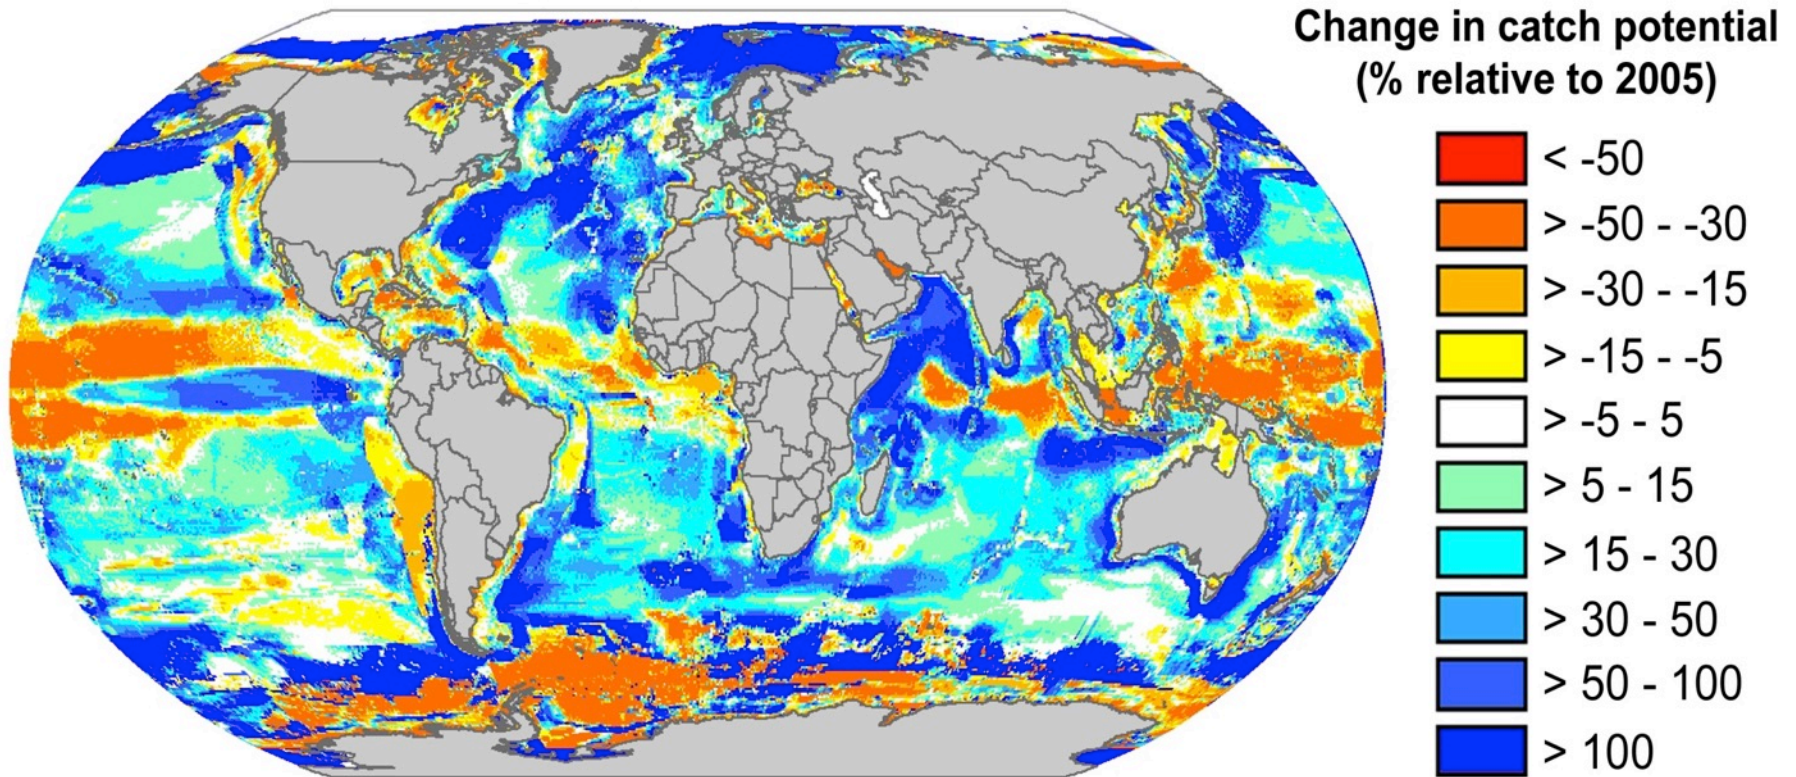 Change in catch potential
(% relative to 2005)
< -50
> -50 - -30
> -30 - -15
> -15 - -5
> -5 - 5
> 5 - 15
> 15 - 30
> 30 - 50
> 50 - 100
> 100